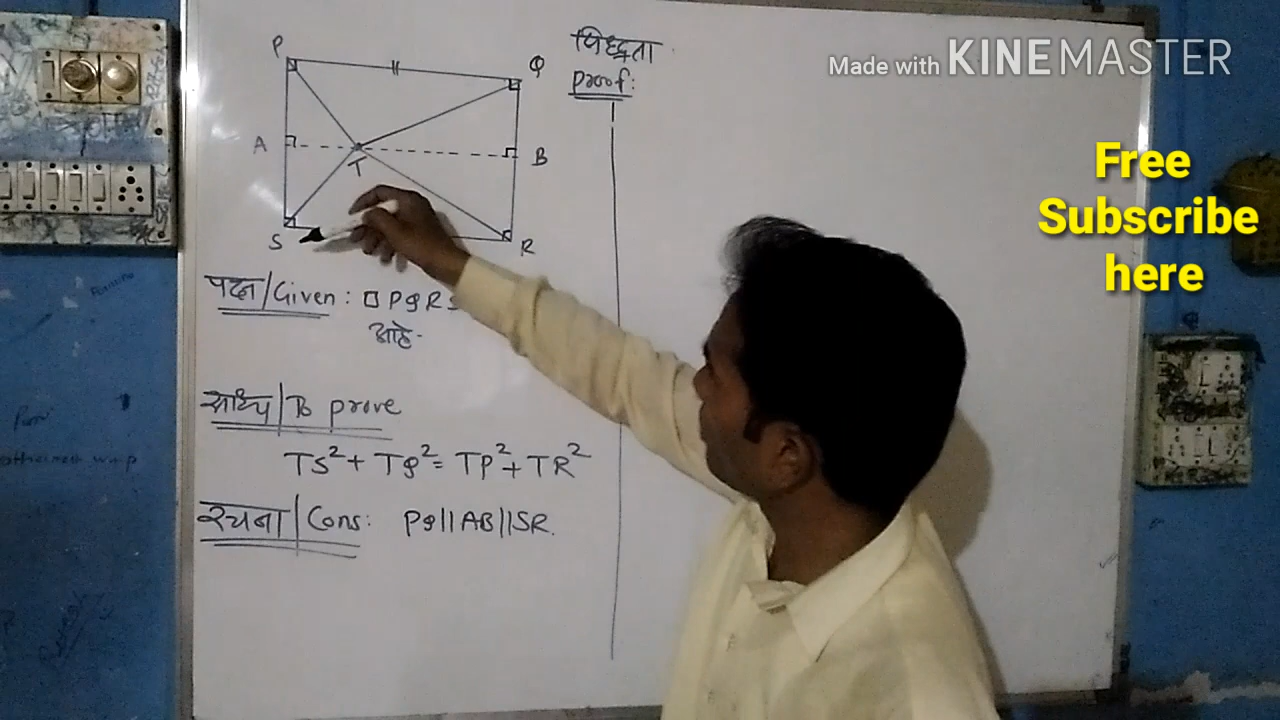 P
Q
A
B
T
S
R
पक्ष/Given: □ PQRS
आहे.
साध्य/To prove
TS²+ TQ²= TP²+ TR²
रचना/Cons: PQ||AB||SR.
सिध्दता
Proof:
Made with KINEMASTER
Free
Subscribe
here